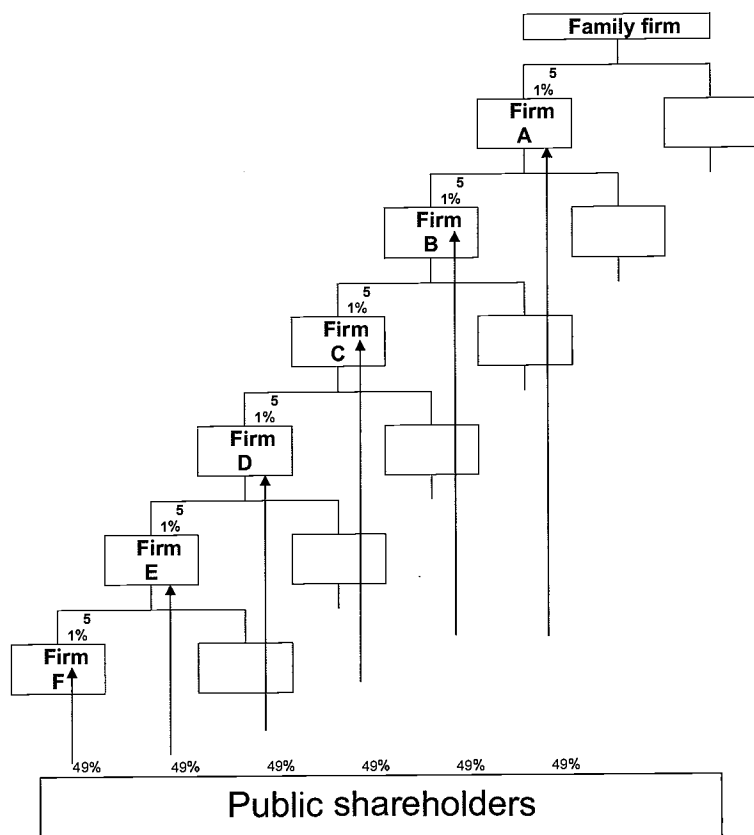 Family firm
5
1%
Firm
A
5
1%
Firm
B
5
1%
Firm
C
5
1%
Firm
D
5
1%
Firm
E
5
1%
Firm
F
49% 49% 49% 49% 49% 49%
Public shareholders